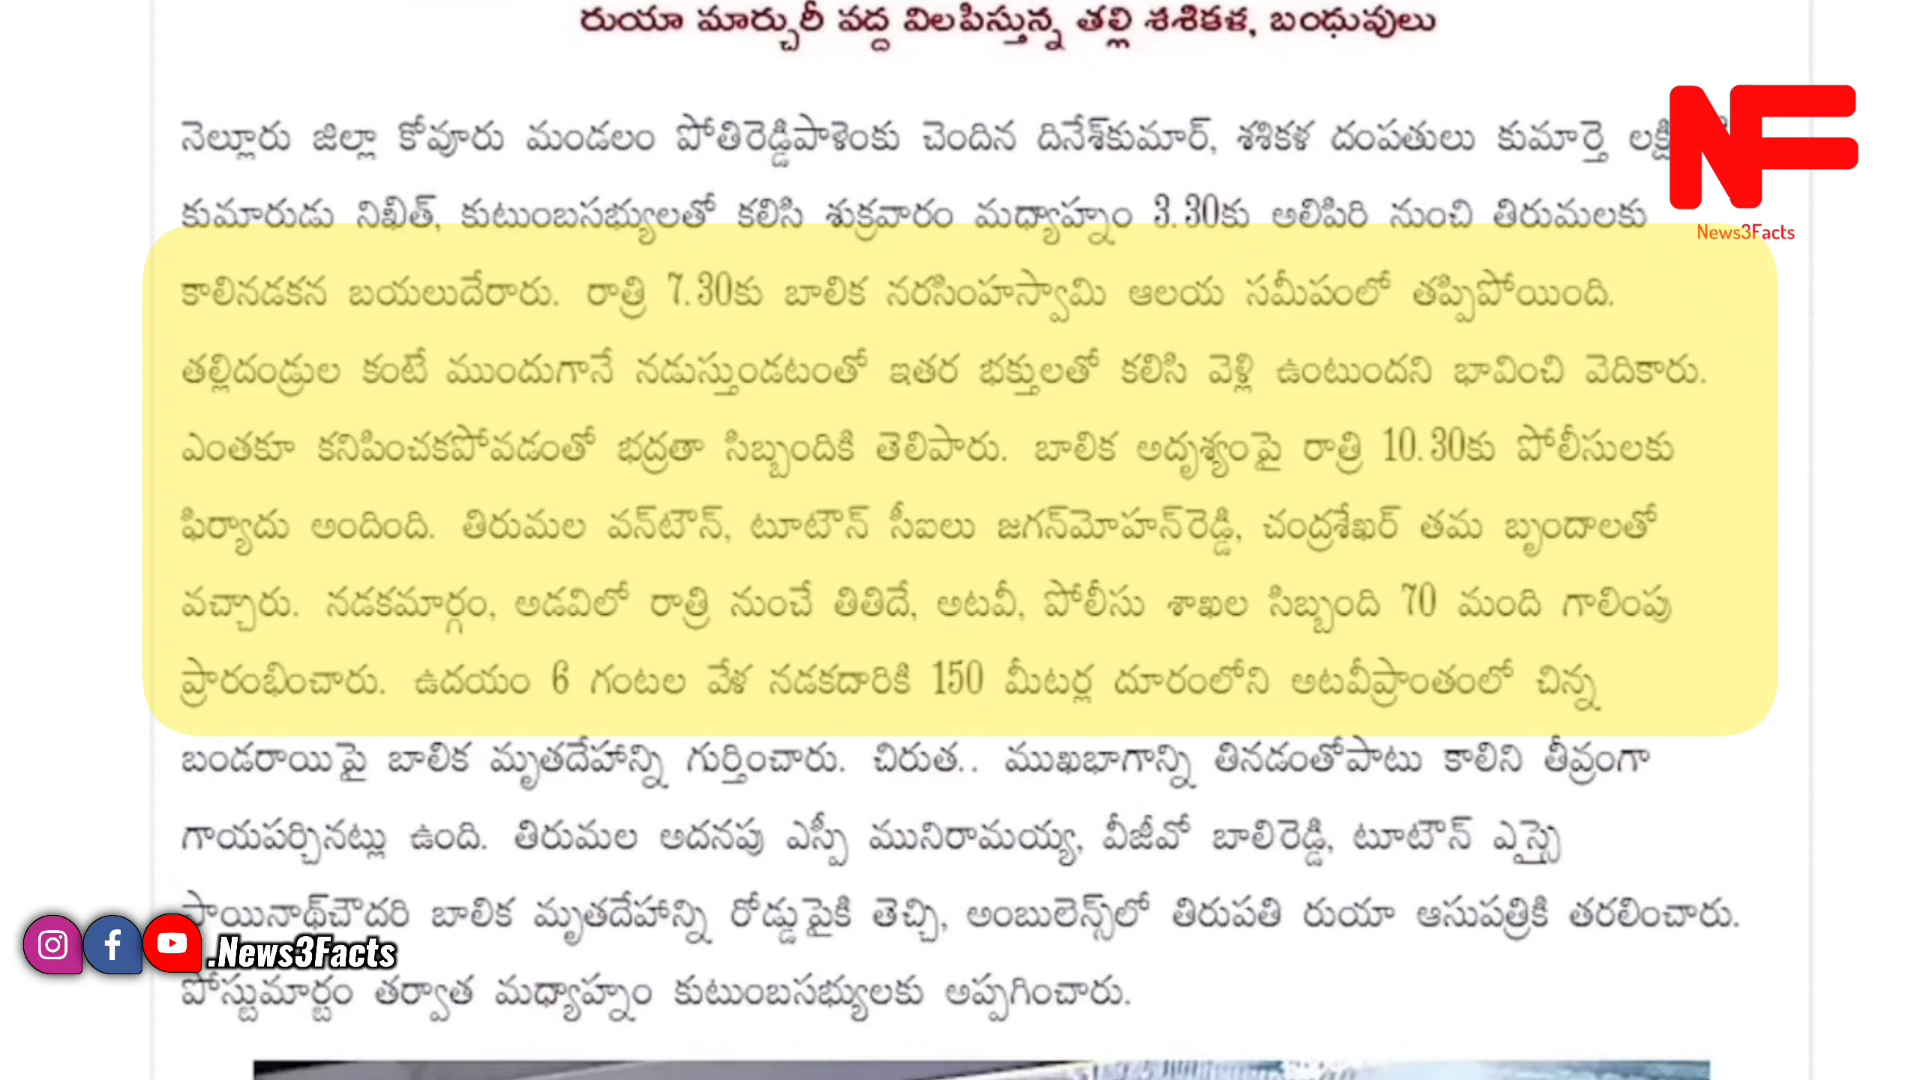 రుయా మార్చురీ వద్ద విలపిస్తున్న తల్లి శశికళ, బంధువులు
నెల్లూరు జిల్లా కోవూరు మండలం పోతిరెడ్డిపాళెంకు చెందిన దినేశ్‌కుమార్, శశికళ దంపతులు కుమార్తె
కుమారుడు నిఖిత్, కుటుంబసభ్యులతో కలిసి శుక్రవారం మధ్యాహ్నం 3.30కు అలిపిరి నుంచి తిరుమలకు
కాలినడకన బయలుదేరారు. రాత్రి 7.30కు బాలిక నరసింహస్వామి ఆలయ సమీపంలో తప్పిపోయింది.
తల్లిదండ్రుల కంటే ముందుగానే నడుస్తుండటంతో ఇతర భక్తులతో కలిసి వెళ్లి ఉంటుందని భావించి వెదికారు.
ఎంతకూ కనిపించకపోవడంతో భద్రతా సిబ్బందికి తెలిపారు. బాలిక అదృశ్యంపై రాత్రి 10.30కు పోలీసులకు
ఫిర్యాదు అందింది. తిరుమల వన్‌టౌన్, టూటౌన్ సీఐలు జగన్‌మోహన్‌రెడ్డి, చంద్రశేఖర్ తమ బృందాలతో
వచ్చారు. నడకమార్గం, అడవిలో రాత్రి నుంచే తితిదే, అటవీ, పోలీసు శాఖల సిబ్బంది 70 మంది గాలింపు
ప్రారంభించారు. ఉదయం 6 గంటల వేళ నడకదారికి 150 మీటర్ల దూరంలోని అటవీప్రాంతంలో చిన్న
బండరాయిపై బాలిక మృతదేహాన్ని గుర్తించారు. చిరుత.. ముఖభాగాన్ని తినడంతోపాటు కాలిని తీవ్రంగా
గాయపర్చినట్లు ఉంది. తిరుమల అదనపు ఎస్పీ మునిరామయ్య, వీజీవో బాలిరెడ్డి, టూటౌన్ ఎస్సై
సాయినాథ్‌చౌదరి బాలిక మృతదేహాన్ని రోడ్డుపైకి తెచ్చి, అంబులెన్స్‌లో తిరుపతి రుయా ఆసుపత్రికి తరలించారు.
పోస్టుమార్టం తర్వాత మధ్యాహ్నం కుటుంబసభ్యులకు అప్పగించారు.
NF
News3Facts
.News3Facts